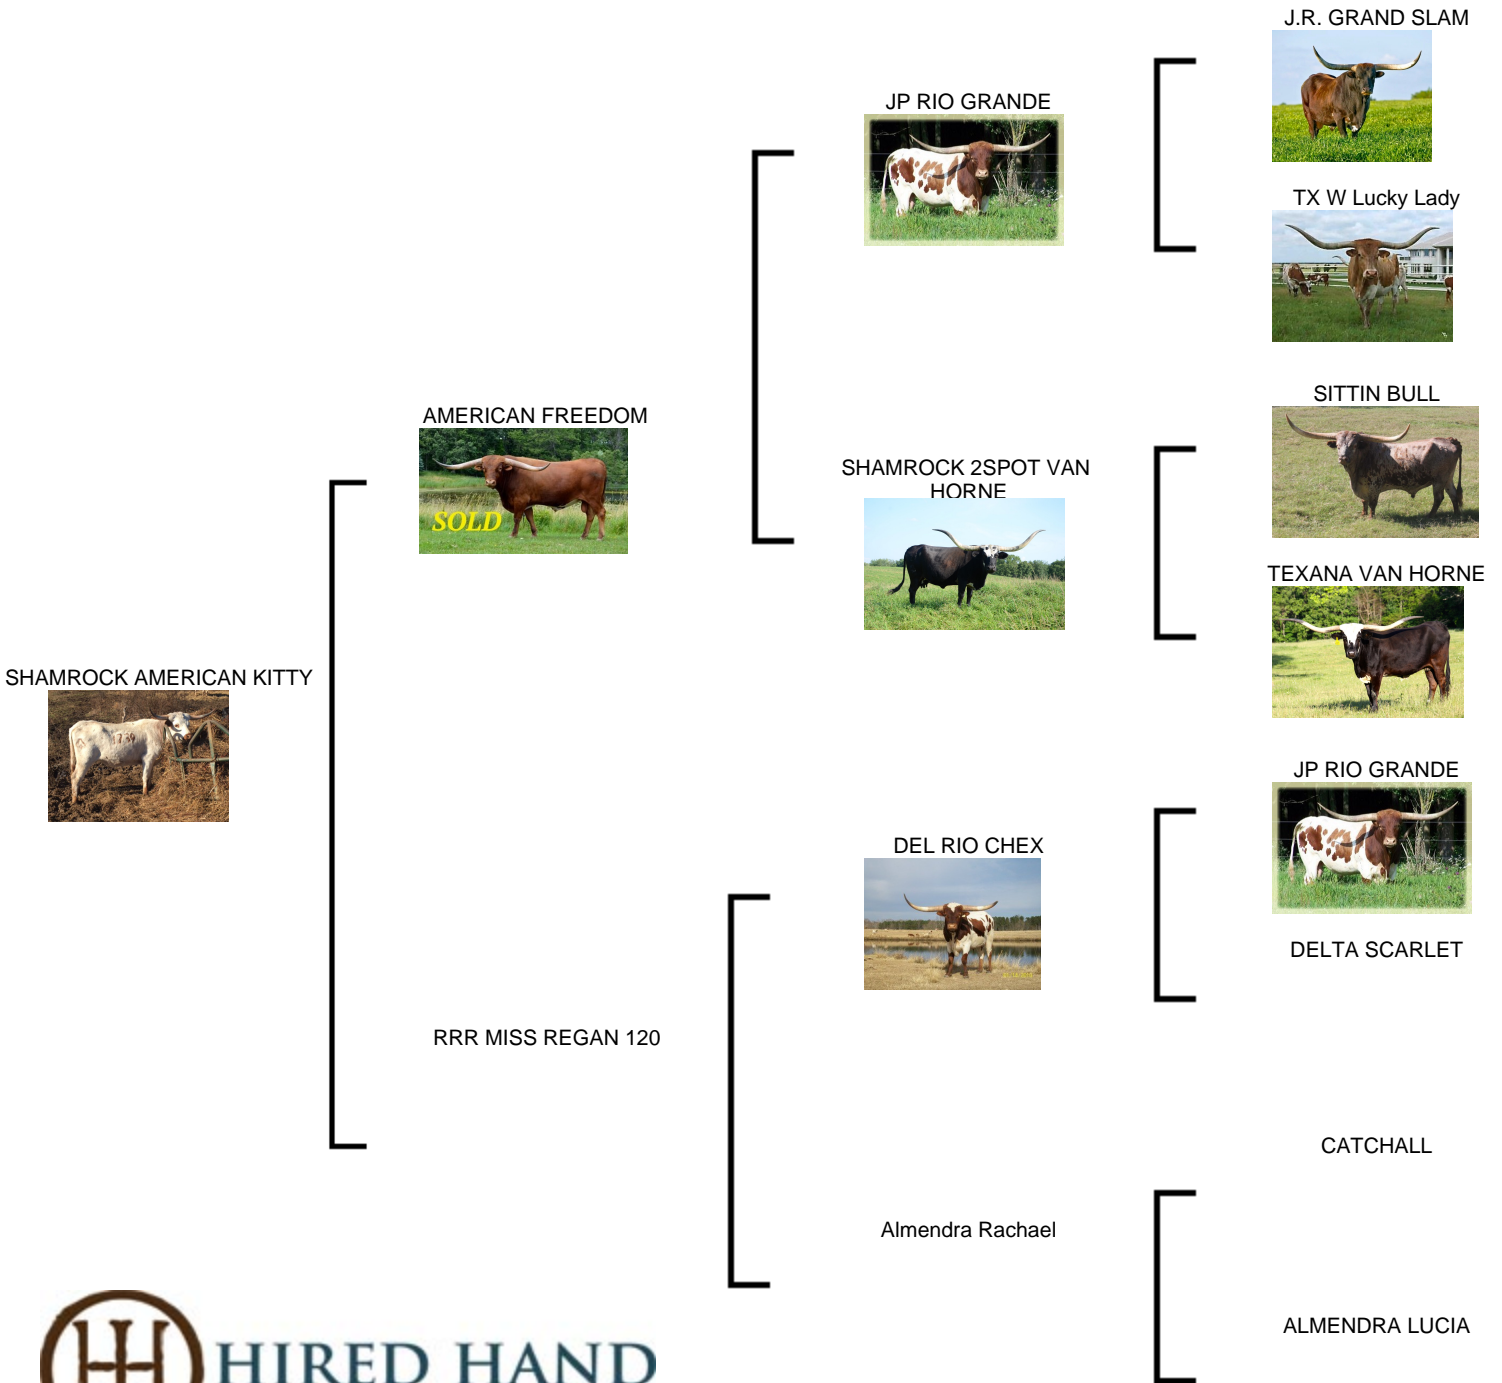 J.R. GRAND SLAM
JP RIO GRANDE
TX W Lucky Lady
SITTIN BULL
AMERICAN FREEDOM
SOLD
SHAMROCK 2SPOT VAN
HORNE
TEXANA VAN HORNE
SHAMROCK AMERICAN KITTY
JP RIO GRANDE
DEL RIO CHEX
DELTA SCARLET
RRR MISS REGAN 120
CATCHALL
Almendra Rachael
ALMENDRA LUCIA
HIRED HAND